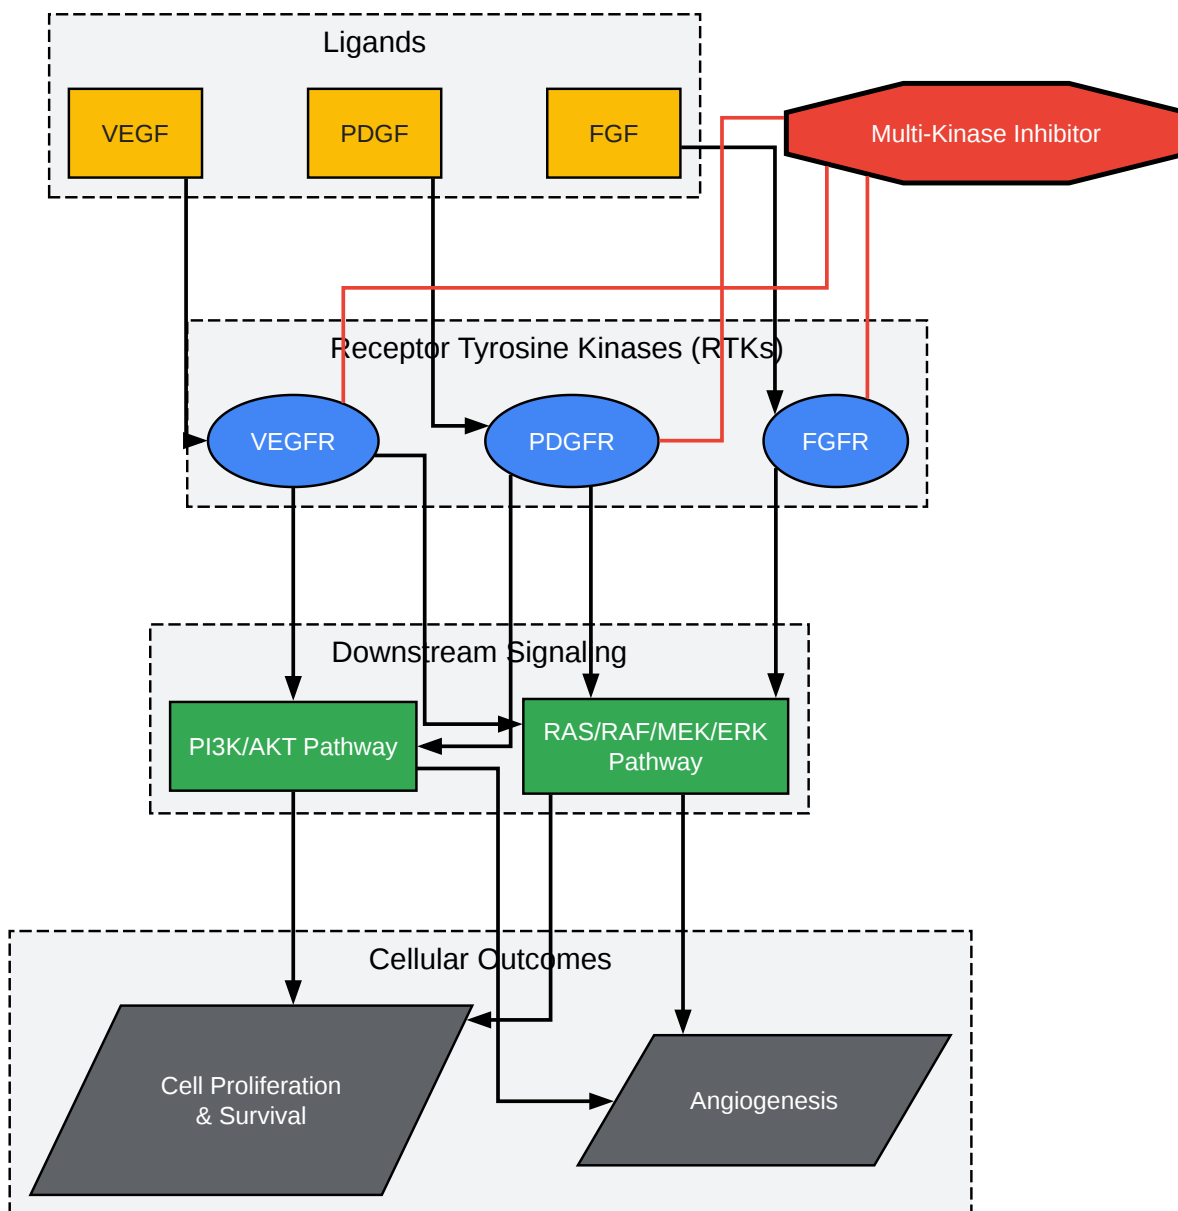 Ligands
VEGF
PDGF
FGF
Multi-Kinase Inhibitor
Receptor Tyrosine Kinases (RTKs)
VEGFR
PDGFR
FGFR
Downstream Signaling
PI3K/AKT Pathway
RAS/RAF/MEK/ERK
Pathway
Cellular Outcomes
Cell Proliferation
& Survival
Angiogenesis